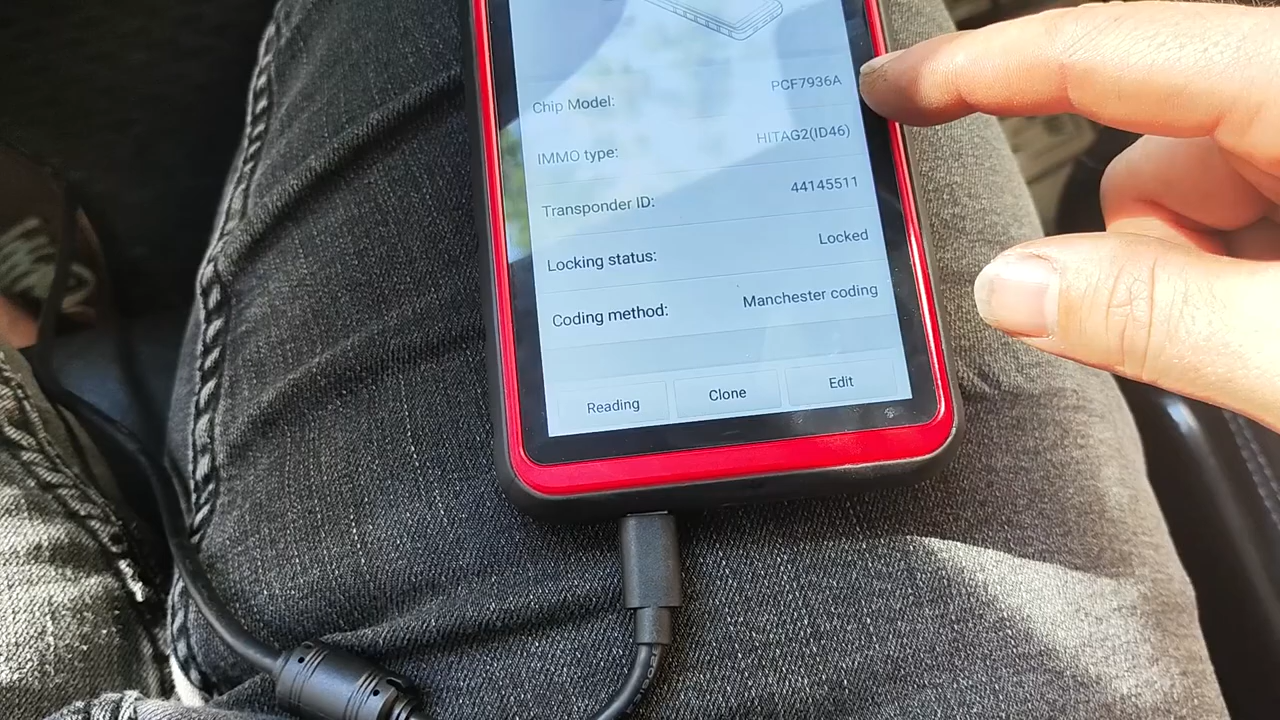 Chip Model: PCF7936A
IMMO type: HITAG2(ID46)
Transponder ID: 44145511
Locking status: Locked
Coding method: Manchester coding
Reading Clone Edit